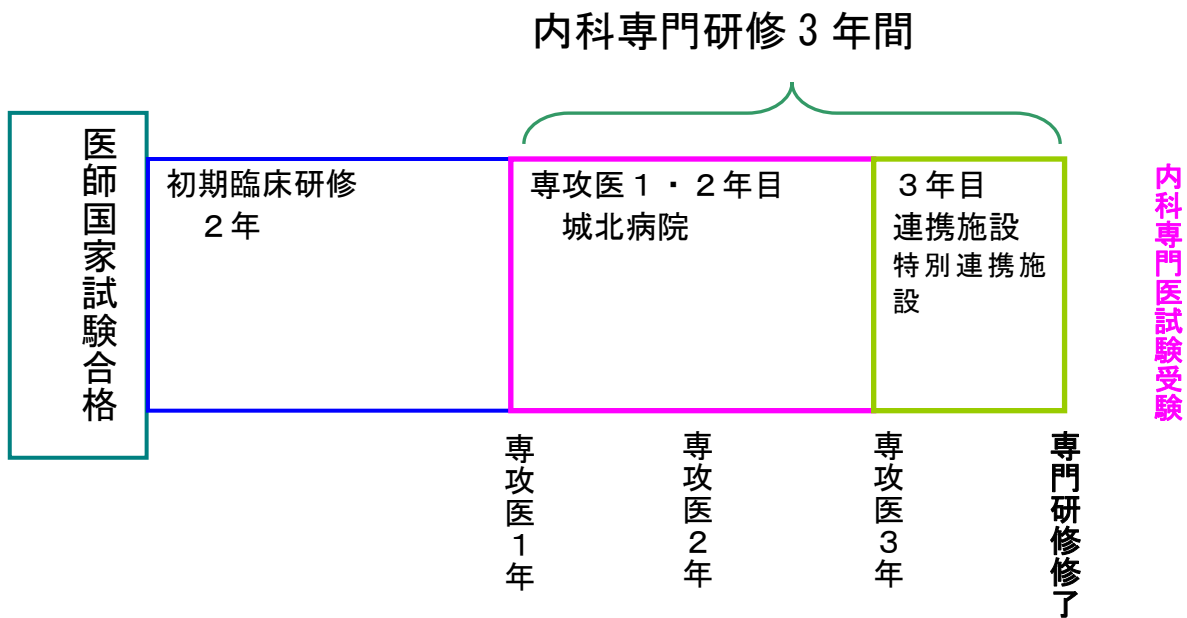 内科専門研修3年間
医師国家試験合格
初期臨床研修
2年
専攻医1・2年目
城北病院
3年目
連携施設
特別連携施
設
内科専門医試験受験
専攻医1年
専攻医2年
専攻医3年
専門研修修了